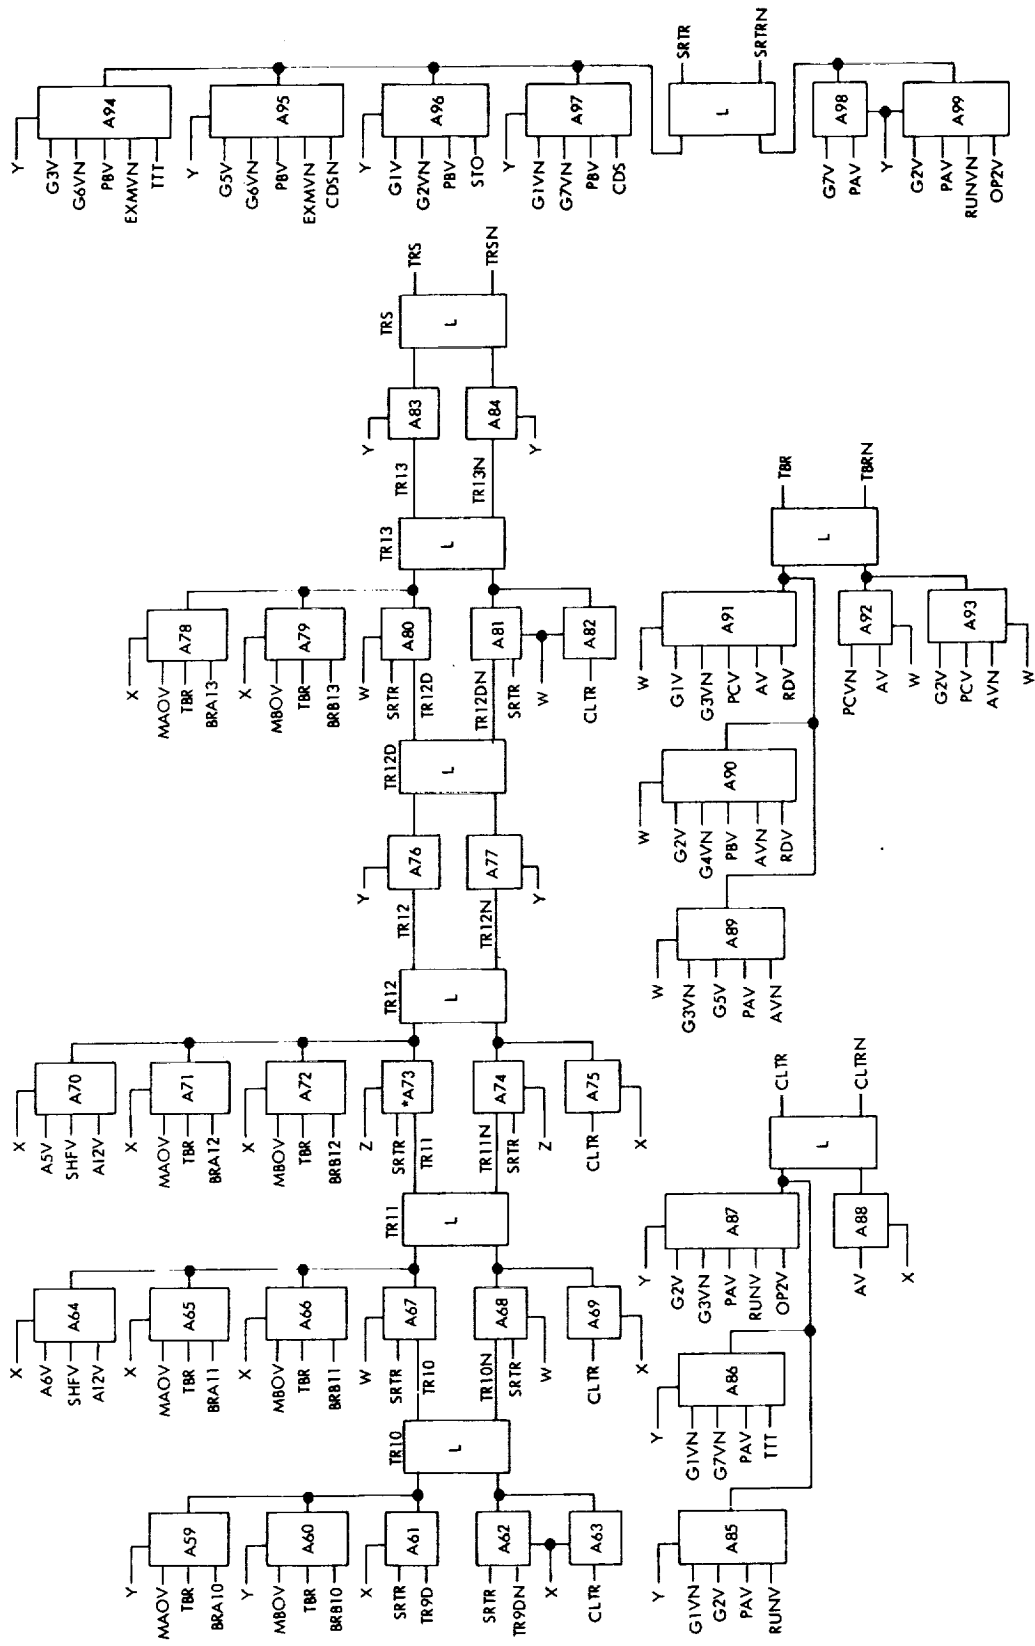 Y
MAOV
TBR
BRA10
A59
Y
MBOV
TBR
BRB10
A60
X
SRTR
TR9D
A61
SRTR
TR9DN
A62
X
CLTR
A63
TR10
L
X
A6V
SHFV
A12V
A64
X
MAOV
TBR
BRA11
A65
X
MBOV
TBR
BRB11
A66
W
SRTR
TR10
A67
TR10N
SRTR
A68
W
CLTR
A69
X
TR11
L
X
A5V
SHFV
A12V
A70
X
MAOV
TBR
BRA12
A71
X
MBOV
TBR
BRB12
A72
Z
SRTR
TR11
*A73
TR11N
SRTR
A74
Z
CLTR
A75
X
TR12
L
TR12
Y
A76
TR12N
A77
Y
TR12D
L
X
MAOV
TBR
BRA13
A78
X
MBOV
TBR
BRB13
A79
W
SRTR
TR12D
A80
TR12DN
SRTR
A81
W
CLTR
A82
TR13
L
TR13
Y
A83
TR13N
A84
Y
TRS
L
TRS
TRSN
Y
G1VN
G2V
PAV
RUNV
A85
Y
G1VN
G7VN
PAV
TTT
A86
Y
G2V
G3VN
PAV
RUNV
OP2V
A87
AV
A88
X
L
CLTR
CLTRN
W
G3VN
G5V
PAV
AVN
A89
W
G2V
G4VN
PBV
AVN
RDV
A90
W
G1V
G3VN
PCV
AV
RDV
A91
PCVN
AV
A92
W
G2V
PCV
AVN
A93
W
L
TBR
TBRN
Y
G3V
G6VN
PBV
EXMVN
TTT
A94
Y
G5V
G6VN
PBV
EXMVN
CDSN
A95
Y
G1V
G2VN
PBV
STO
A96
Y
G1VN
G7VN
PBV
CDS
A97
L
SRTR
SRTRN
G7V
PAV
A98
Y
G2V
PAV
RUNVN
OP2V
A99